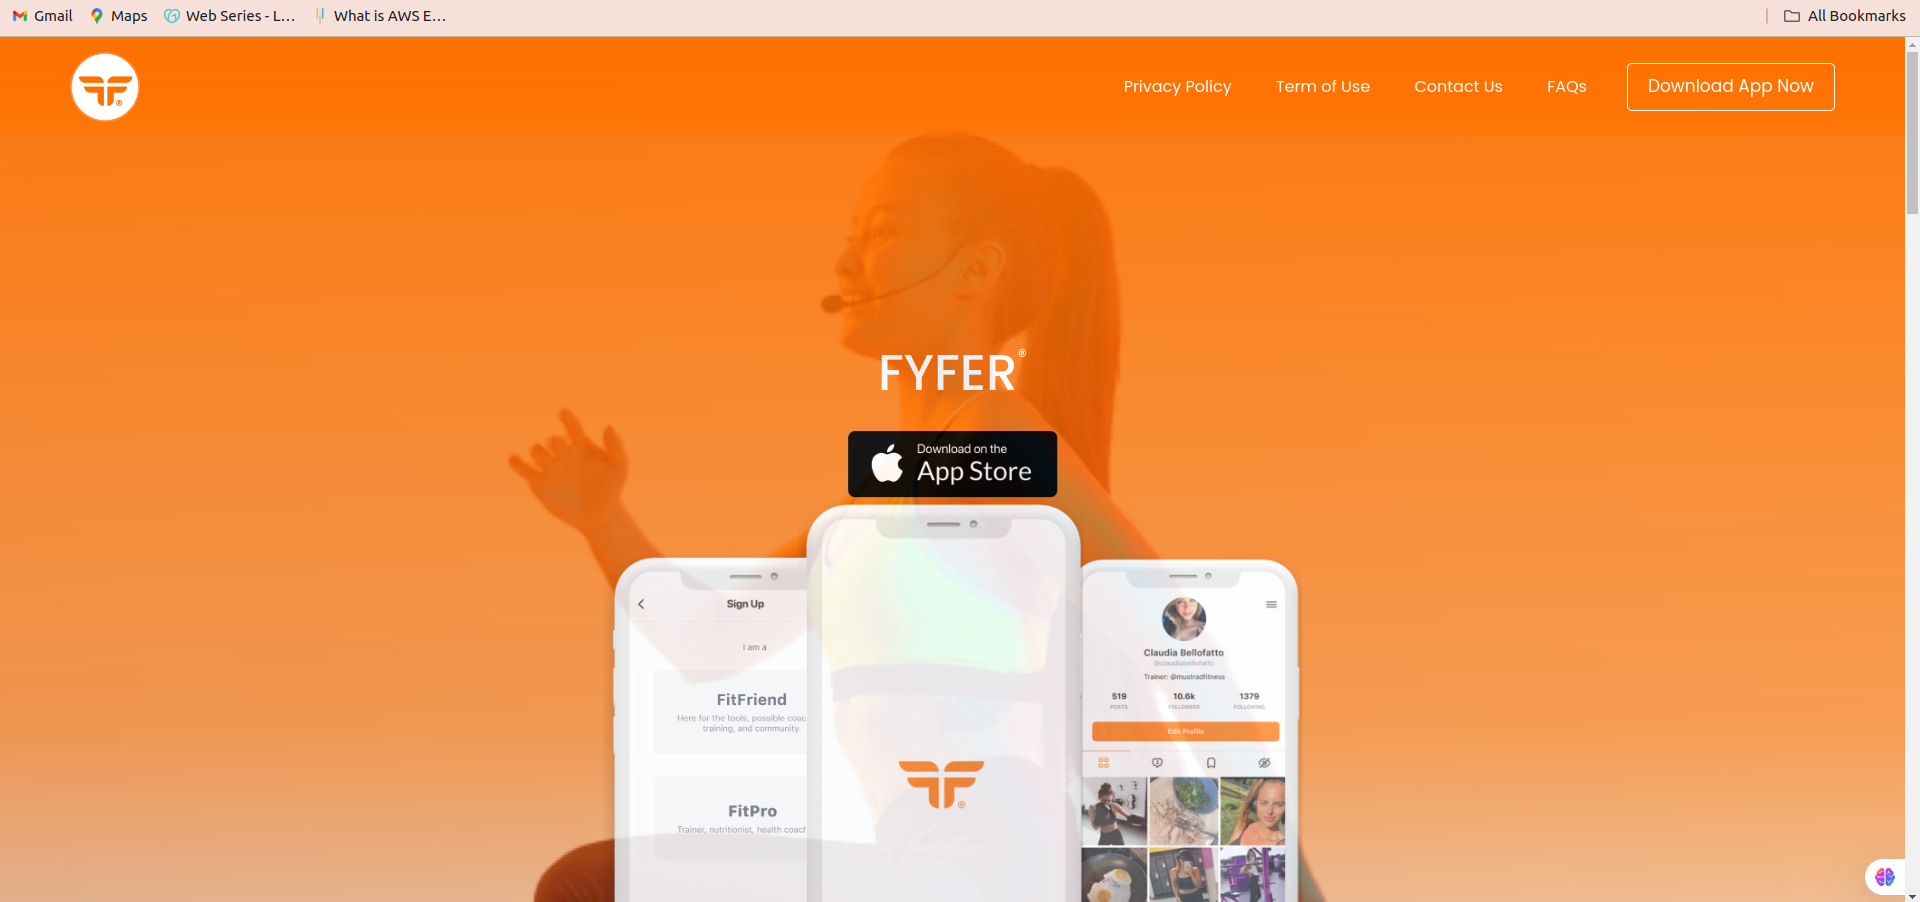 Gmail
Maps
Web Series - L...
What is AWS E...
All Bookmarks
Privacy Policy
Term of Use
Contact Us
FAQs
Download App Now
FYFER®
Download on the
App Store
Sign Up
I am a
FitFriend
Here for the tools, possible coac
training, and community.
FitPro
Trainer, nutritionist, health coach
®
Claudia Bellofatto
@claudiabellofatto
Trainer: @mustradfitness
519 10.6k 1379
POSTS FOLLOWERS FOLLOWING
Edit Profile